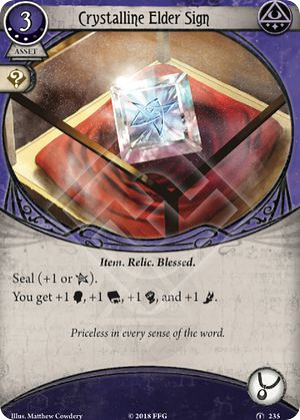 3
Crystalline Elder Sign
ASSET
Item. Relic. Blessed.
Seal (+1 or ).
You get +1 , +1 , +1 , and +1 .
Priceless in every sense of the word.
Illus. Matthew Cowdery
© 2018 FFG
235